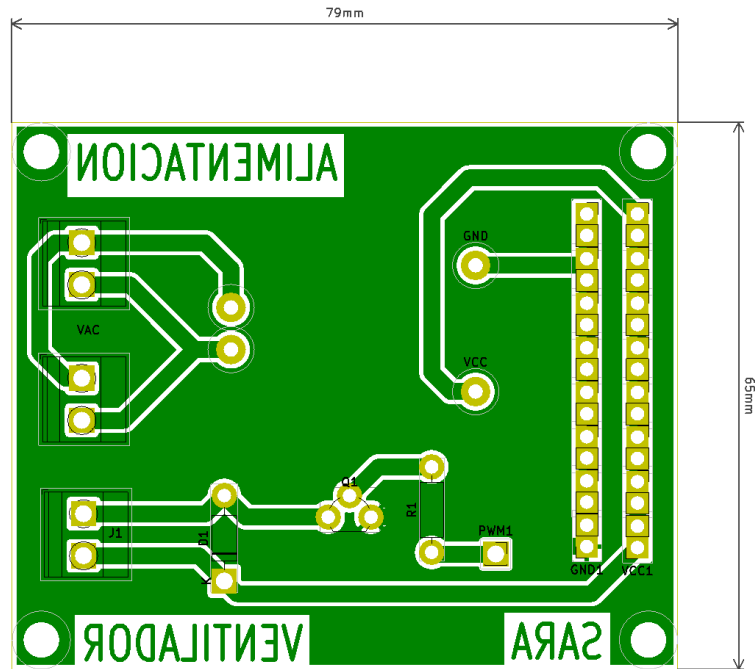 79mm
ALIMENTACION
GND
VAC
VCC
65mm
Q1
J1
D1
R1
PWM1
GND1
VCC1
K
VENTILADOR
SARA